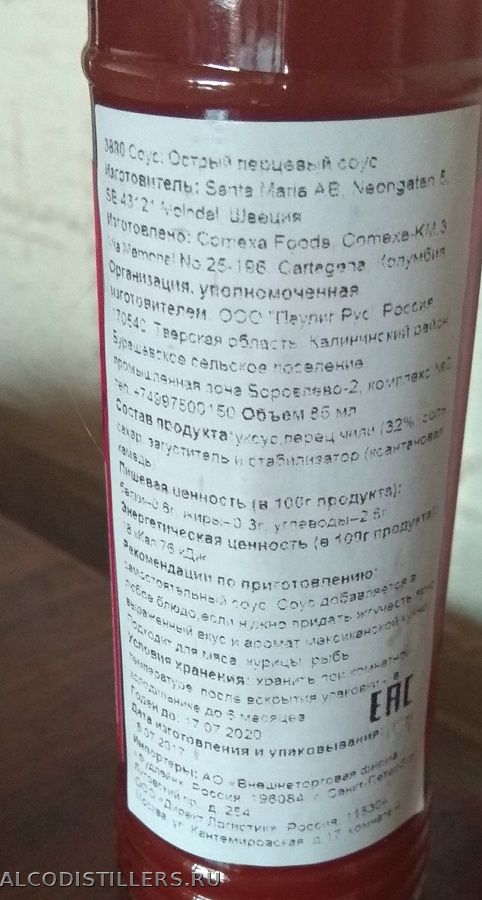 3886 Соус: Острый перцевый соус
Изготовитель: Santa Maria AB, Neongatan 5,
SE 43121 Molndal, Швеция
Изготовлено: Comexa Foods, Comexa-KM.3
Via Mamonal No 25-196, Cartagena, Колумбия
Организация, уполномоченная
изготовителем, ООО "Паулиг Рус", Россия,
170540, Тверская область, Калининский район,
Бурашевское сельское поселение,
промышленная зона Боровлево-2, комплекс №2,
тел. +74997500150 Объем 85 мл
Состав продукта: уксус, перец чили (32%), соль,
сахар, загуститель и стабилизатор (ксантановая
камедь)
Пищевая ценность (в 100г продукта):
белки–0.6г, жиры–0.3г, углеводы–2.8г
Энергетическая ценность (в 100г продукта):
18 кКал/76 кДж
Рекомендации по приготовлению:
самостоятельный соус. Соус добавляется в
любое блюдо, если нужно придать жгучесть, ярко
выраженный вкус и аромат мексиканской кухни.
Подходит для мяса, курицы, рыбы
Условия хранения: хранить при комнатной
температуре, после вскрытия упаковки - в
холодильнике до 6 месяцев
Годен до: 17.07.2020
Дата изготовления и упаковывания:
07.2017
EAC
Импортеры: АО «Внешнеторговая фирма
Россия, 196084, г. Санкт-Петербург
пр., д. 254
ООО «Директ Логистик», Россия, 115304,
Москва, ул. Кантемировская, д. 17, комната
ALCODISTILLERS.RU